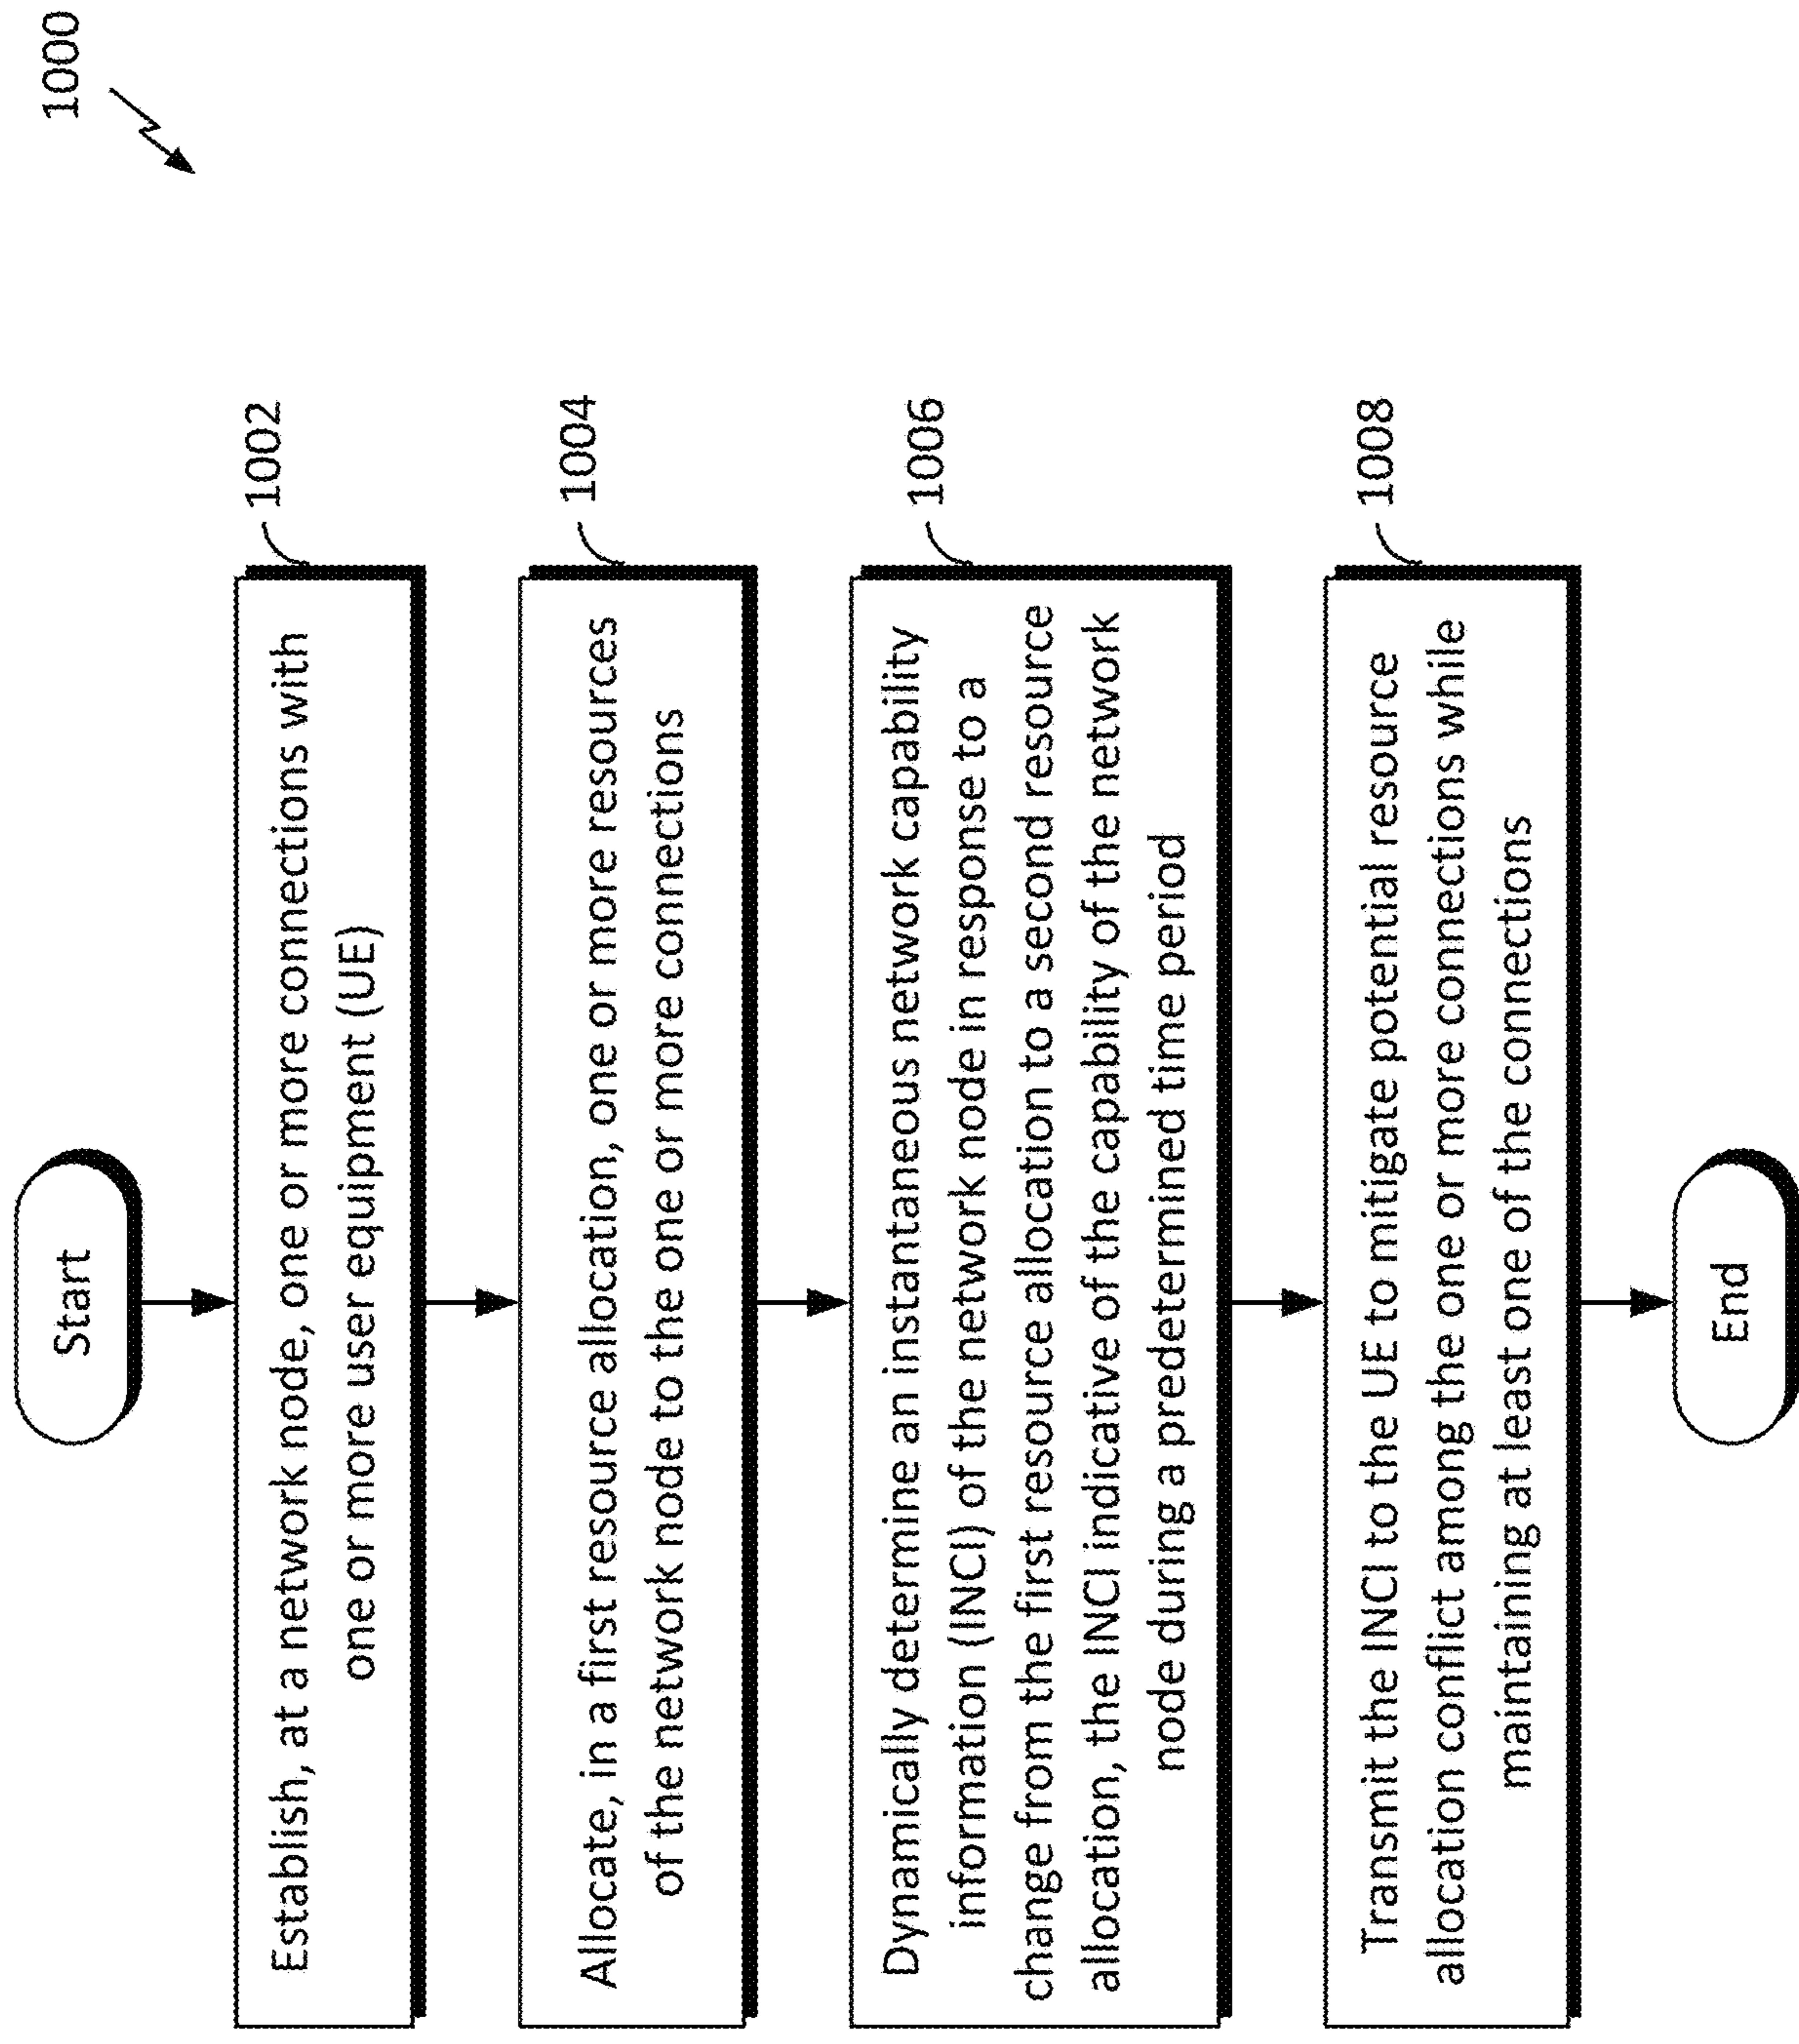 1000
Start
1002
Establish, at a network node, one or more connections with
one or more user equipment (UE)
1004
Allocate, in a first resource allocation, one or more resources
of the network node to the one or more connections
1006
Dynamically determine an instantaneous network capability
information (INCI) of the network node in response to a
change from the first resource allocation to a second resource
allocation, the INCI indicative of the capability of the network
node during a predetermined time period
1008
Transmit the INCI to the UE to mitigate potential resource
allocation conflict among the one or more connections while
maintaining at least one of the connections
End